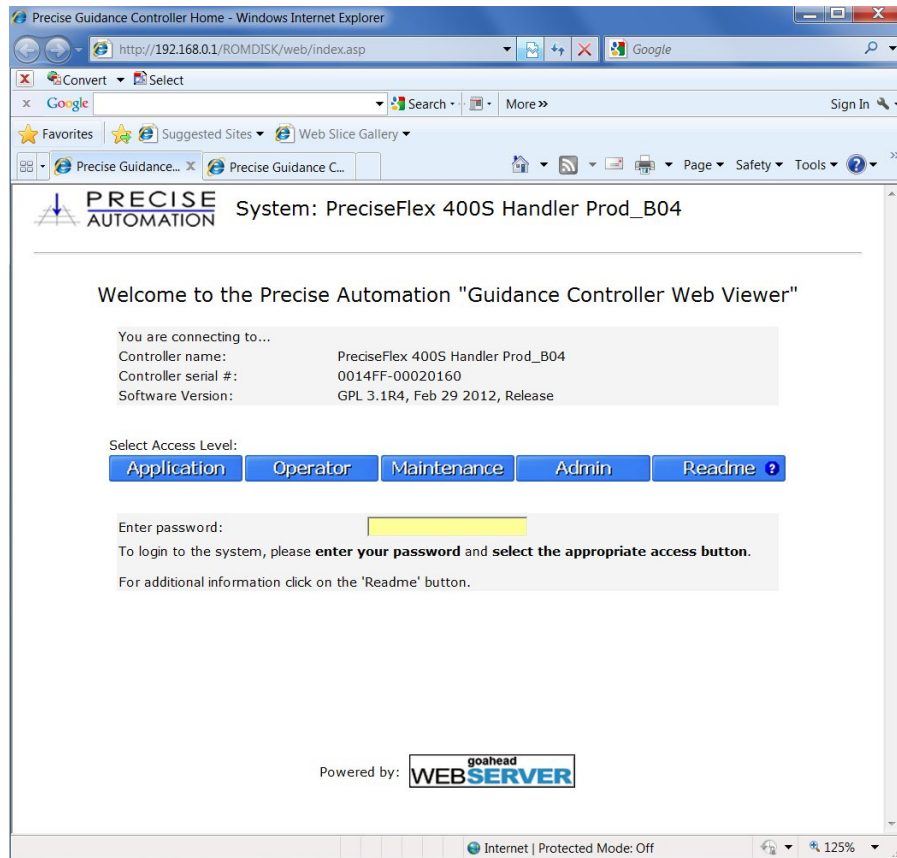 Precise Guidance Controller Home - Windows Internet Explorer
http://192.168.0.1/ROMDISK/web/index.asp Google
x Convert Select
x Google Search More » Sign In
Favorites Suggested Sites Web Slice Gallery
Precise Guidance... X Precise Guidance C... Page Safety Tools »
PRECISE AUTOMATION System: PreciseFlex 400S Handler Prod_B04
Welcome to the Precise Automation "Guidance Controller Web Viewer"
You are connecting to...
Controller name: PreciseFlex 400S Handler Prod_B04
Controller serial #: 0014FF-00020160
Software Version: GPL 3.1R4, Feb 29 2012, Release
Select Access Level:
Application Operator Maintenance Admin Readme ?
Enter password:
To login to the system, please enter your password and select the appropriate access button.
For additional information click on the 'Readme' button.
Powered by: goahead WEBSERVER
Internet | Protected Mode: Off 125%